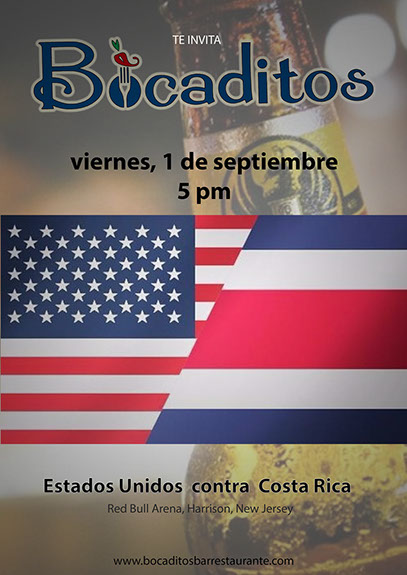 TE INVITA
Bocaditos
viernes, 1 de septiembre
5 pm
Estados Unidos contra Costa Rica
Red Bull Arena, Harrison, New Jersey
www.bocaditosbarrestaurante.com